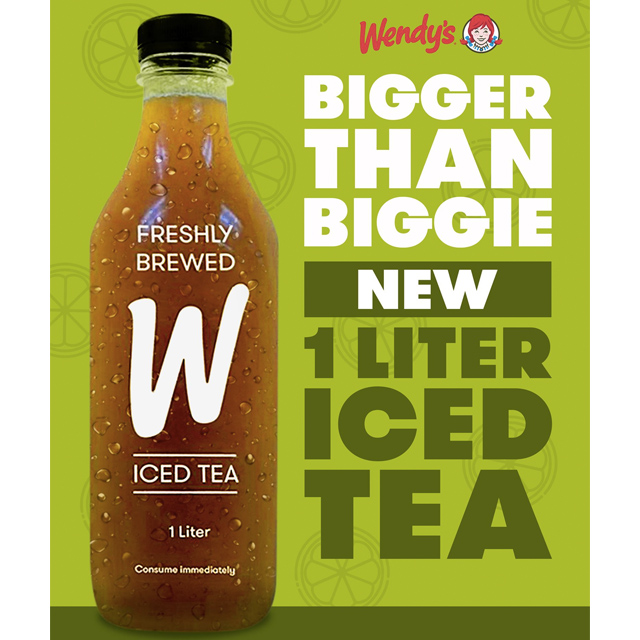 Wendy's
BIGGER
THAN
BIGGIE
NEW
1 LITER
ICED
TEA
FRESHLY
BREWED
W
ICED TEA
1 Liter
Consume Immediately